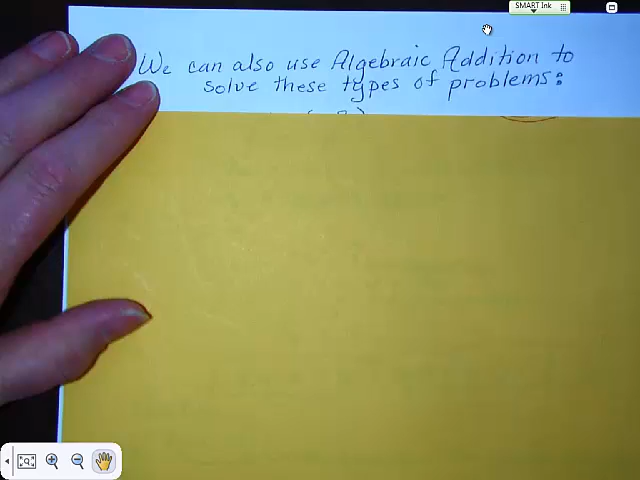 SMART Ink
We can also use Algebraic Addition to
solve these types of problems: